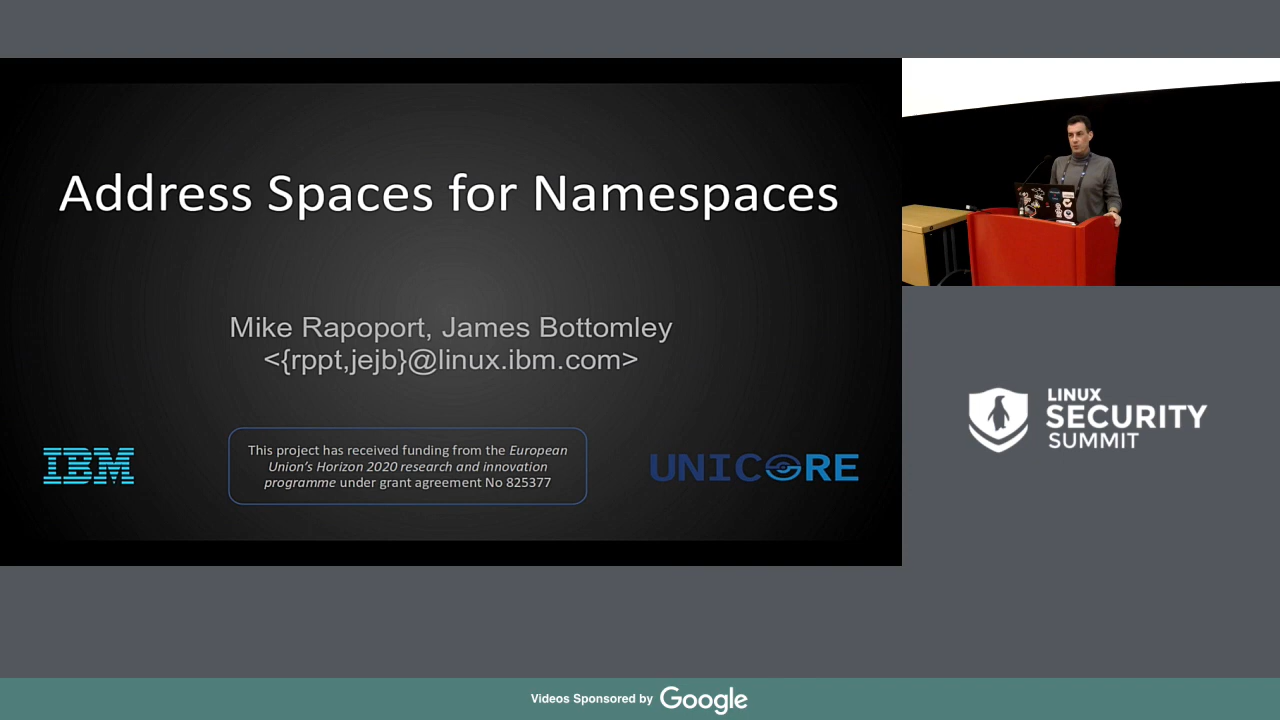 Address Spaces for Namespaces
Mike Rapoport, James Bottomley
<{rppt,jejb}@linux.ibm.com>
IBM
This project has received funding from the European
Union's Horizon 2020 research and innovation
programme under grant agreement No 825377
UNICORE
LINUX
SECURITY
SUMMIT
Videos Sponsored by Google